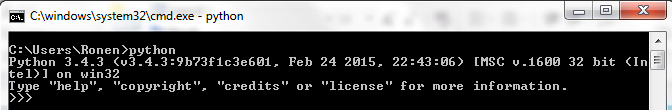 C:\windows\system32\cmd.exe - python
C:\Users\Ronen>python
Python 3.4.3 (v3.4.3:9b73f1c3e601, Feb 24 2015, 22:43:06) [MSC v.1600 32 bit (In
tel)] on win32
Type "help", "copyright", "credits" or "license" for more information.
>>>